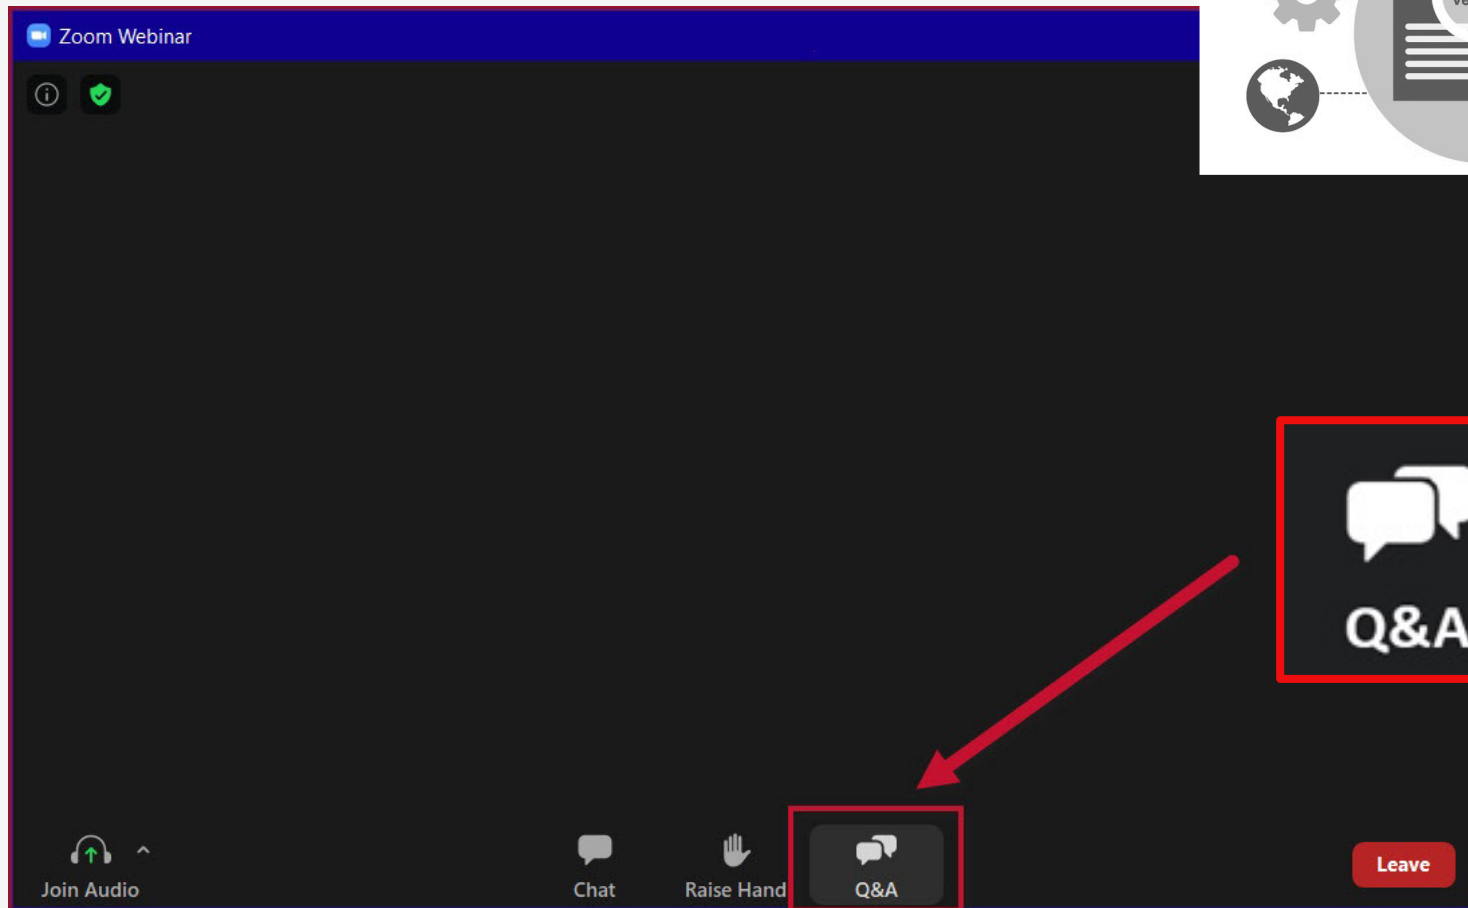 Zoom Webinar
Q&A
Join Audio
Chat
Raise Hand
Q&A
Leave